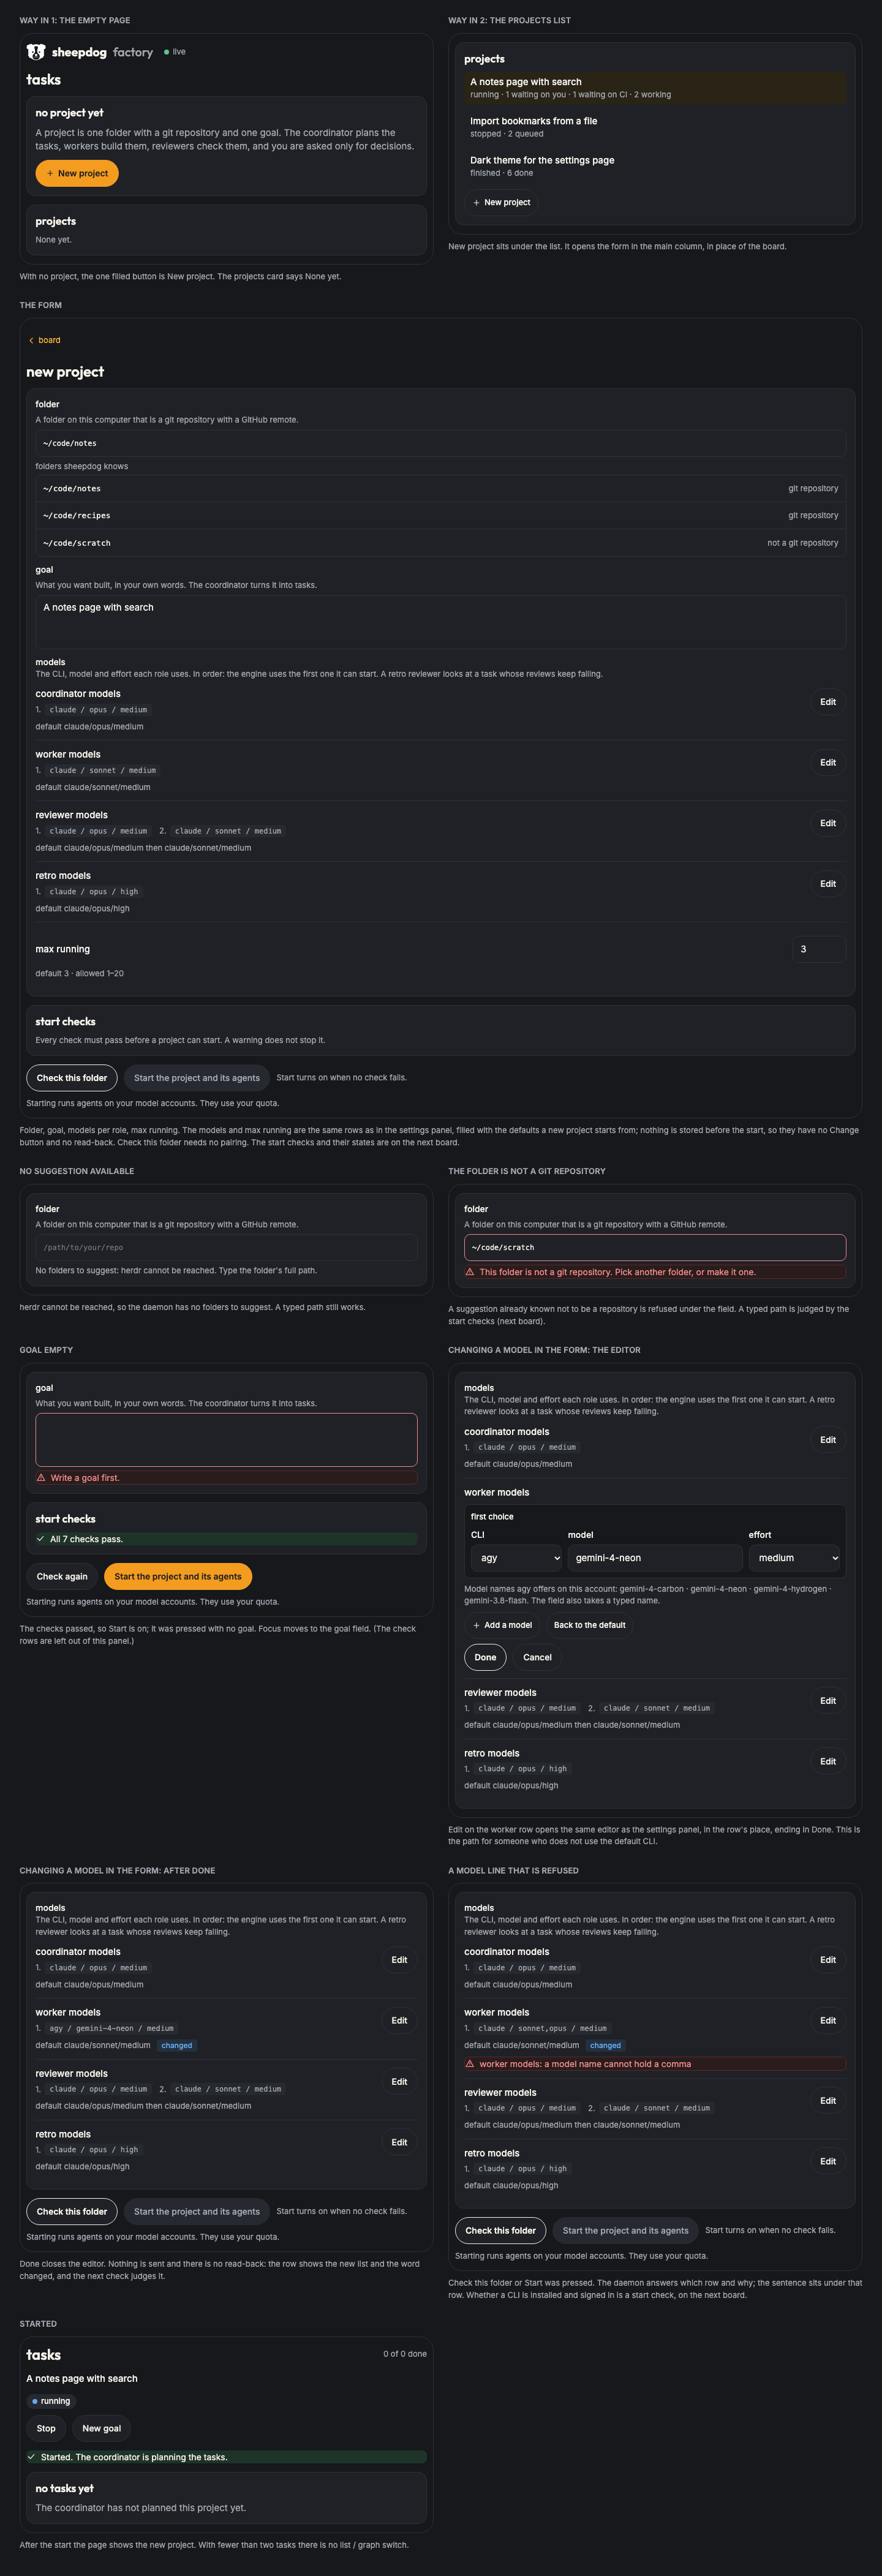 WAY IN 1: THE EMPTY PAGE
sheepdog factory live
tasks
no project yet
A project is one folder with a git repository and one goal. The coordinator plans the
tasks, workers build them, reviewers check them, and you are asked only for decisions.
+ New project
projects
None yet.
With no project, the one filled button is New project. The projects card says None yet.
WAY IN 2: THE PROJECTS LIST
projects
A notes page with search
running · 1 waiting on you · 1 waiting on CI · 2 working
Import bookmarks from a file
stopped · 2 queued
Dark theme for the settings page
finished · 6 done
+ New project
New project sits under the list. It opens the form in the main column, in place of the board.
THE FORM
‹ board
new project
folder
A folder on this computer that is a git repository with a GitHub remote.
~/code/notes
folders sheepdog knows
~/code/notes git repository
~/code/recipes git repository
~/code/scratch not a git repository
goal
What you want built, in your own words. The coordinator turns it into tasks.
A notes page with search
models
The CLI, model and effort each role uses. In order: the engine uses the first one it can start. A retro reviewer looks at a task whose reviews keep failing.
coordinator models
1. claude / opus / medium
default claude/opus/medium
Edit
worker models
1. claude / sonnet / medium
default claude/sonnet/medium
Edit
reviewer models
1. claude / opus / medium 2. claude / sonnet / medium
default claude/opus/medium then claude/sonnet/medium
Edit
retro models
1. claude / opus / high
default claude/opus/high
Edit
max running
3
default 3 · allowed 1–20
start checks
Every check must pass before a project can start. A warning does not stop it.
Check this folder Start the project and its agents Start turns on when no check fails.
Starting runs agents on your model accounts. They use your quota.
Folder, goal, models per role, max running. The models and max running are the same rows as in the settings panel, filled with the defaults a new project starts from; nothing is stored before the start, so they have no Change
button and no read-back. Check this folder needs no pairing. The start checks and their states are on the next board.
NO SUGGESTION AVAILABLE
folder
A folder on this computer that is a git repository with a GitHub remote.
/path/to/your/repo
No folders to suggest: herdr cannot be reached. Type the folder's full path.
herdr cannot be reached, so the daemon has no folders to suggest. A typed path still works.
THE FOLDER IS NOT A GIT REPOSITORY
folder
A folder on this computer that is a git repository with a GitHub remote.
~/code/scratch
This folder is not a git repository. Pick another folder, or make it one.
A suggestion already known not to be a repository is refused under the field. A typed path is judged by the
start checks (next board).
GOAL EMPTY
goal
What you want built, in your own words. The coordinator turns it into tasks.
Write a goal first.
start checks
All 7 checks pass.
Check again Start the project and its agents
Starting runs agents on your model accounts. They use your quota.
The checks passed, so Start is on; it was pressed with no goal. Focus moves to the goal field. (The check
rows are left out of this panel.)
CHANGING A MODEL IN THE FORM: THE EDITOR
models
The CLI, model and effort each role uses. In order: the engine uses the first one it can start. A retro
reviewer looks at a task whose reviews keep failing.
coordinator models
1. claude / opus / medium
default claude/opus/medium
Edit
worker models
first choice
CLI model effort
agy gemini-4-neon medium
Model names agy offers on this account: gemini-4-carbon · gemini-4-neon · gemini-4-hydrogen ·
gemini-3.8-flash. The field also takes a typed name.
+ Add a model Back to the default
Done Cancel
reviewer models
1. claude / opus / medium 2. claude / sonnet / medium
default claude/opus/medium then claude/sonnet/medium
Edit
retro models
1. claude / opus / high
default claude/opus/high
Edit
Edit on the worker row opens the same editor as the settings panel, in the row's place, ending in Done. This is
the path for someone who does not use the default CLI.
CHANGING A MODEL IN THE FORM: AFTER DONE
models
The CLI, model and effort each role uses. In order: the engine uses the first one it can start. A retro
reviewer looks at a task whose reviews keep failing.
coordinator models
1. claude / opus / medium
default claude/opus/medium
Edit
worker models
1. agy / gemini-4-neon / medium
default claude/sonnet/medium changed
Edit
reviewer models
1. claude / opus / medium 2. claude / sonnet / medium
default claude/opus/medium then claude/sonnet/medium
Edit
retro models
1. claude / opus / high
default claude/opus/high
Edit
Check this folder Start the project and its agents Start turns on when no check fails.
Starting runs agents on your model accounts. They use your quota.
Done closes the editor. Nothing is sent and there is no read-back: the row shows the new list and the word
changed, and the next check judges it.
A MODEL LINE THAT IS REFUSED
models
The CLI, model and effort each role uses. In order: the engine uses the first one it can start. A retro
reviewer looks at a task whose reviews keep failing.
coordinator models
1. claude / opus / medium
default claude/opus/medium
Edit
worker models
1. claude / sonnet,opus / medium
default claude/sonnet/medium changed
Edit
worker models: a model name cannot hold a comma
reviewer models
1. claude / opus / medium 2. claude / sonnet / medium
default claude/opus/medium then claude/sonnet/medium
Edit
retro models
1. claude / opus / high
default claude/opus/high
Edit
Check this folder Start the project and its agents Start turns on when no check fails.
Starting runs agents on your model accounts. They use your quota.
Check this folder or Start was pressed. The daemon answers which row and why; the sentence sits under that
row. Whether a CLI is installed and signed in is a start check, on the next board.
STARTED
tasks 0 of 0 done
A notes page with search
running
Stop New goal
Started. The coordinator is planning the tasks.
no tasks yet
The coordinator has not planned this project yet.
After the start the page shows the new project. With fewer than two tasks there is no list / graph switch.